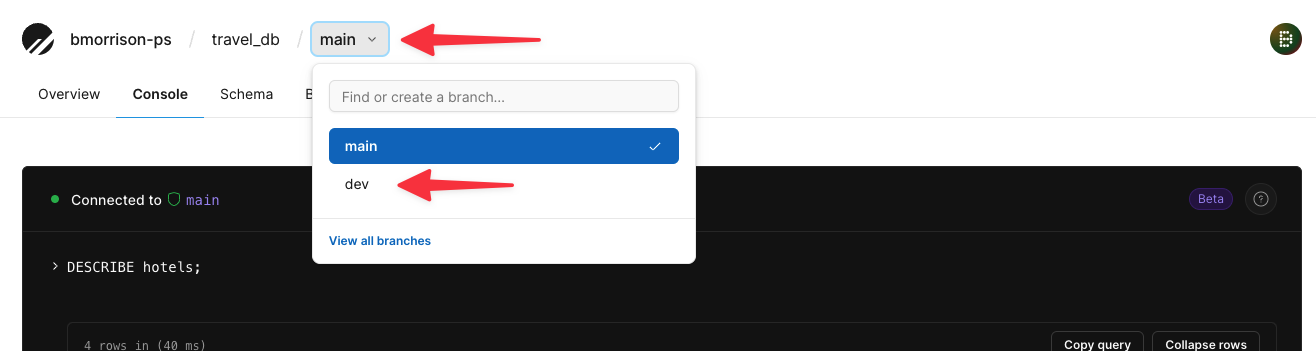 bmorrison-ps / travel_db / main
Find or create a branch...
Overview Console Schema B
main
dev
Connected to main
Beta
View all branches
> DESCRIBE hotels;
4 rows in (40 ms)
Copy query Collapse rows